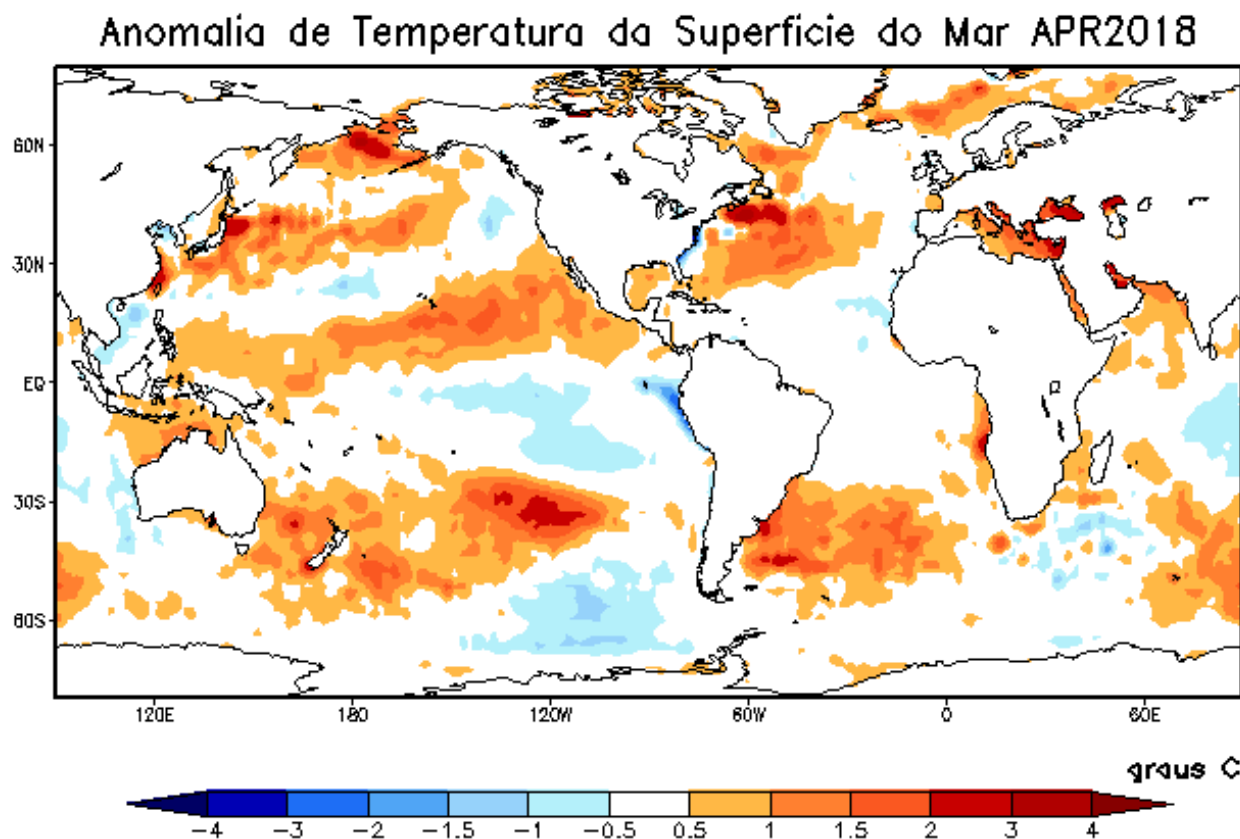 Anomalia de Temperatura da Superficie do Mar APR2018
60N
30N
EQ
30S
60S
120E 180 120W 60W 0 60E
graus C
-4 -3 -2 -1.5 -1 -0.5 0.5 1 1.5 2 3 4